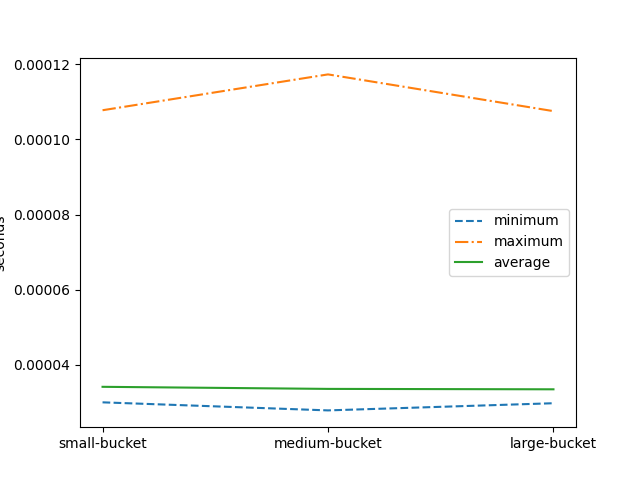 0.00012
0.00010
0.00008
0.00006
0.00004
seconds
minimum
maximum
average
small-bucket
medium-bucket
large-bucket